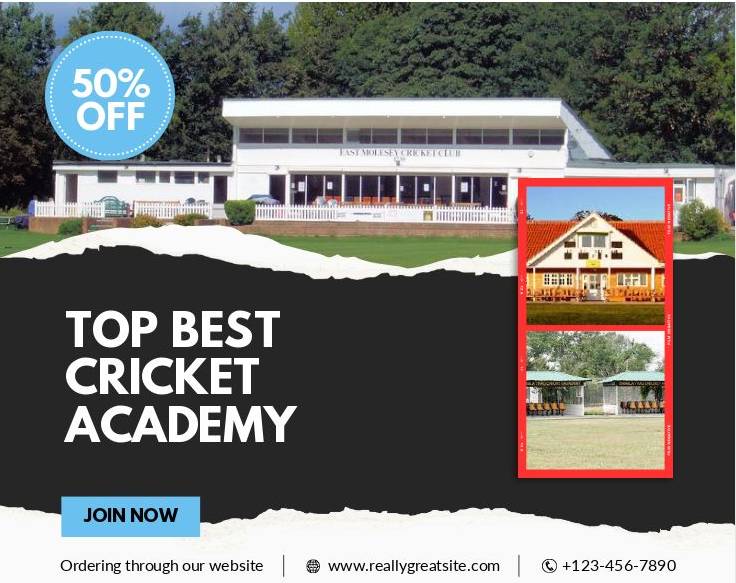 50%
OFF
EAST MOLESEY CRICKET CLUB
TOP BEST
CRICKET
ACADEMY
JOIN NOW
Ordering through our website
www.reallygreatsite.com
+123-456-7890